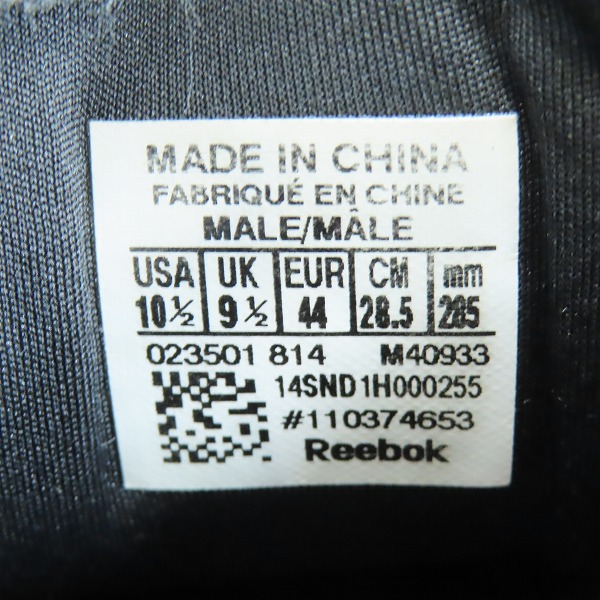 MADE IN CHINA
FABRIQUÉ EN CHINE
MALE/MÂLE
USA UK EUR CM mm
10½ 9½ 44 28.5 285
023501 814 M40933
14SND1H000255
#110374653
Reebok